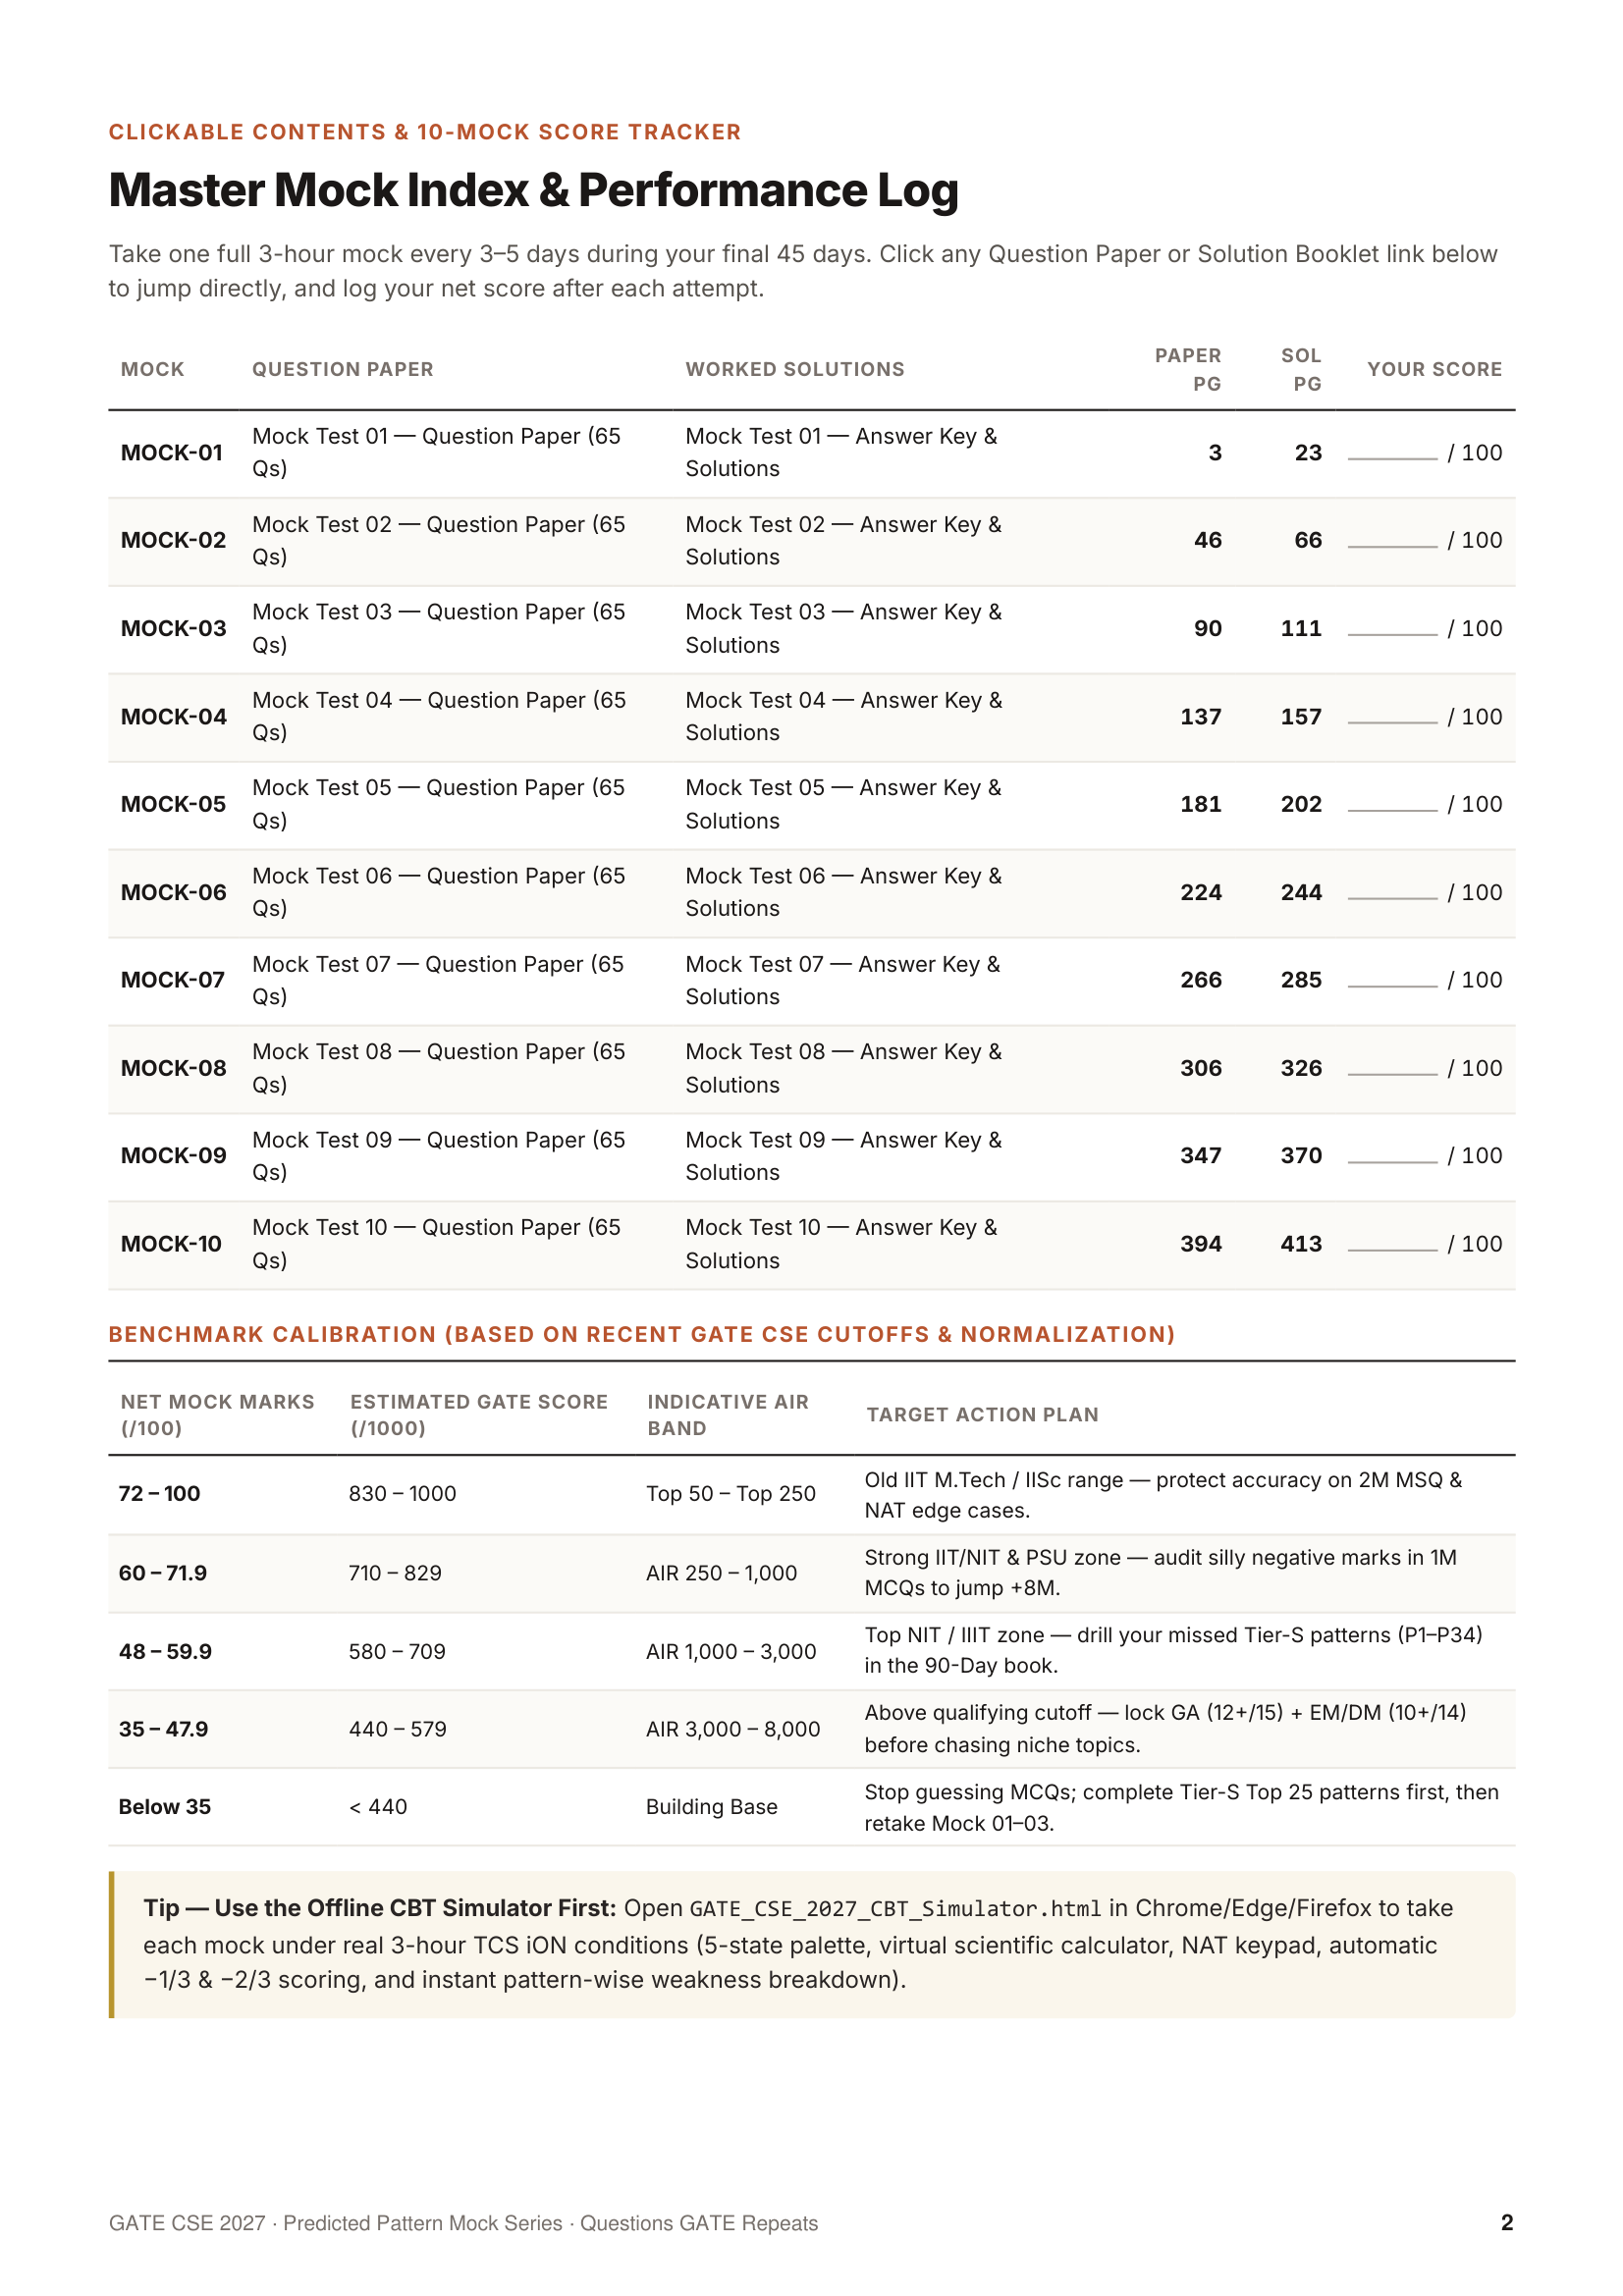 CLICKABLE CONTENTS & 10-MOCK SCORE TRACKER
Master Mock Index & Performance Log
Take one full 3-hour mock every 3–5 days during your final 45 days. Click any Question Paper or Solution Booklet link below
to jump directly, and log your net score after each attempt.
MOCK QUESTION PAPER WORKED SOLUTIONS PAPER PG SOL PG YOUR SCORE
MOCK-01 Mock Test 01 — Question Paper (65 Qs) Mock Test 01 — Answer Key & Solutions 3 23 / 100
MOCK-02 Mock Test 02 — Question Paper (65 Qs) Mock Test 02 — Answer Key & Solutions 46 66 / 100
MOCK-03 Mock Test 03 — Question Paper (65 Qs) Mock Test 03 — Answer Key & Solutions 90 111 / 100
MOCK-04 Mock Test 04 — Question Paper (65 Qs) Mock Test 04 — Answer Key & Solutions 137 157 / 100
MOCK-05 Mock Test 05 — Question Paper (65 Qs) Mock Test 05 — Answer Key & Solutions 181 202 / 100
MOCK-06 Mock Test 06 — Question Paper (65 Qs) Mock Test 06 — Answer Key & Solutions 224 244 / 100
MOCK-07 Mock Test 07 — Question Paper (65 Qs) Mock Test 07 — Answer Key & Solutions 266 285 / 100
MOCK-08 Mock Test 08 — Question Paper (65 Qs) Mock Test 08 — Answer Key & Solutions 306 326 / 100
MOCK-09 Mock Test 09 — Question Paper (65 Qs) Mock Test 09 — Answer Key & Solutions 347 370 / 100
MOCK-10 Mock Test 10 — Question Paper (65 Qs) Mock Test 10 — Answer Key & Solutions 394 413 / 100
BENCHMARK CALIBRATION (BASED ON RECENT GATE CSE CUTOFFS & NORMALIZATION)
NET MOCK MARKS (/100) ESTIMATED GATE SCORE (/1000) INDICATIVE AIR BAND TARGET ACTION PLAN
72 – 100 830 – 1000 Top 50 – Top 250 Old IIT M.Tech / IISc range — protect accuracy on 2M MSQ & NAT edge cases.
60 – 71.9 710 – 829 AIR 250 – 1,000 Strong IIT/NIT & PSU zone — audit silly negative marks in 1M MCQs to jump +8M.
48 – 59.9 580 – 709 AIR 1,000 – 3,000 Top NIT / IIIT zone — drill your missed Tier-S patterns (P1–P34) in the 90-Day book.
35 – 47.9 440 – 579 AIR 3,000 – 8,000 Above qualifying cutoff — lock GA (12+/15) + EM/DM (10+/14) before chasing niche topics.
Below 35 < 440 Building Base Stop guessing MCQs; complete Tier-S Top 25 patterns first, then retake Mock 01–03.
Tip — Use the Offline CBT Simulator First: Open GATE_CSE_2027_CBT_Simulator.html in Chrome/Edge/Firefox to take
each mock under real 3-hour TCS iON conditions (5-state palette, virtual scientific calculator, NAT keypad, automatic
−1/3 & −2/3 scoring, and instant pattern-wise weakness breakdown).
GATE CSE 2027 · Predicted Pattern Mock Series · Questions GATE Repeats 2